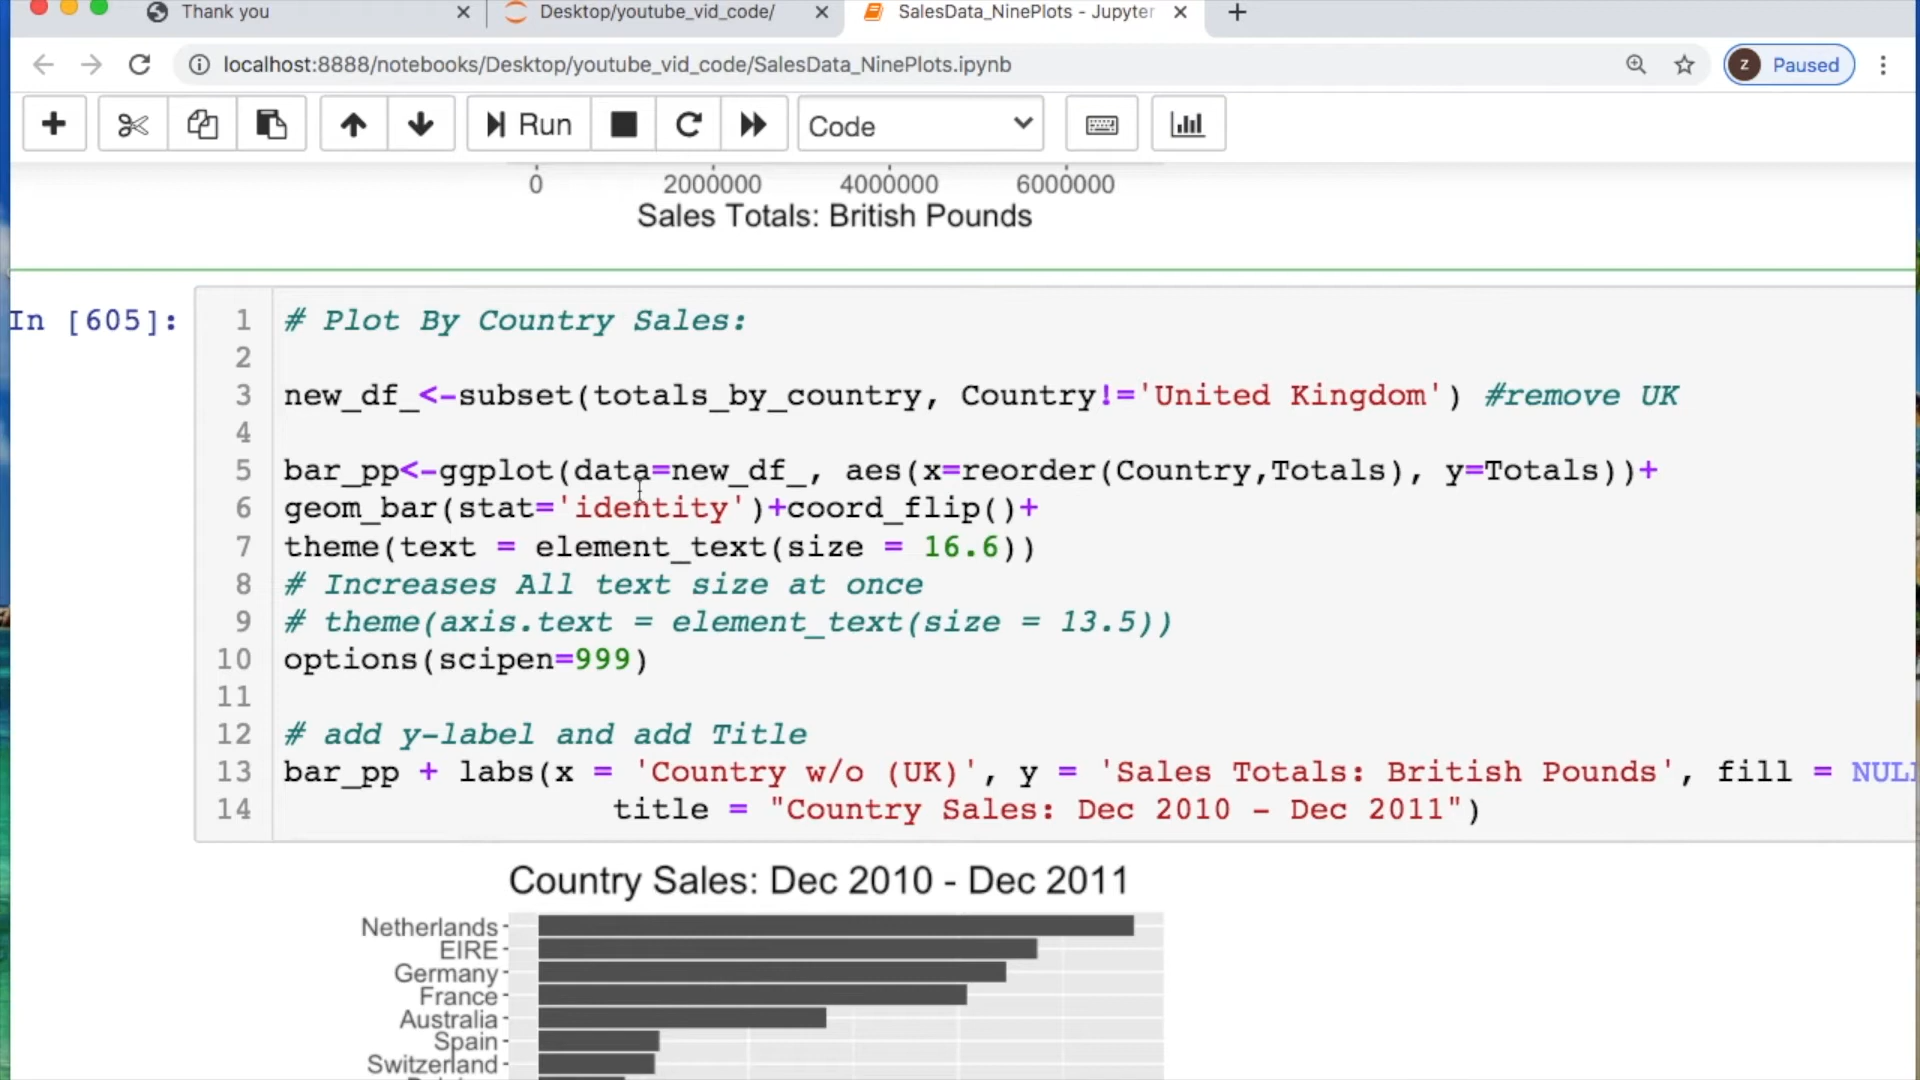 Thank you
Desktop/youtube_vid_code/
SalesData_NinePlots - Jupyter
localhost:8888/notebooks/Desktop/youtube_vid_code/SalesData_NinePlots.ipynb
z
Paused
Run
Code
0 2000000 4000000 6000000
Sales Totals: British Pounds
In [605]:
1 # Plot By Country Sales:
2
3 new_df_<-subset(totals_by_country, Country!='United Kingdom') #remove UK
4
5 bar_pp<-ggplot(data=new_df_, aes(x=reorder(Country,Totals), y=Totals))+
6 geom_bar(stat='identity')+coord_flip()+
7 theme(text = element_text(size = 16.6))
8 # Increases All text size at once
9 # theme(axis.text = element_text(size = 13.5))
10 options(scipen=999)
11
12 # add y-label and add Title
13 bar_pp + labs(x = 'Country w/o (UK)', y = 'Sales Totals: British Pounds', fill = NUL
14 title = "Country Sales: Dec 2010 - Dec 2011")
Country Sales: Dec 2010 - Dec 2011
Netherlands
EIRE
Germany
France
Australia
Spain
Switzerland